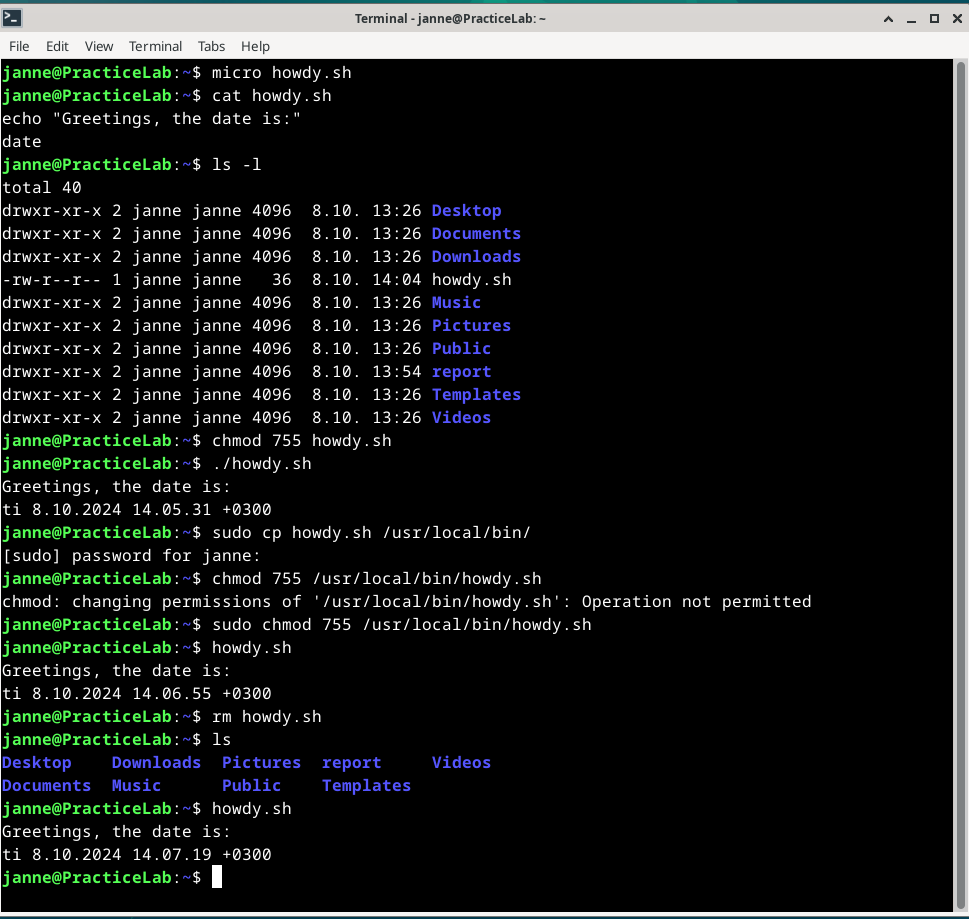 Terminal - janne@PracticeLab: ~
File Edit View Terminal Tabs Help
janne@PracticeLab:~$ micro howdy.sh
janne@PracticeLab:~$ cat howdy.sh
echo "Greetings, the date is:"
date
janne@PracticeLab:~$ ls -l
total 40
drwxr-xr-x 2 janne janne 4096  8.10. 13:26 Desktop
drwxr-xr-x 2 janne janne 4096  8.10. 13:26 Documents
drwxr-xr-x 2 janne janne 4096  8.10. 13:26 Downloads
-rw-r--r-- 1 janne janne   36  8.10. 14:04 howdy.sh
drwxr-xr-x 2 janne janne 4096  8.10. 13:26 Music
drwxr-xr-x 2 janne janne 4096  8.10. 13:26 Pictures
drwxr-xr-x 2 janne janne 4096  8.10. 13:26 Public
drwxr-xr-x 2 janne janne 4096  8.10. 13:54 report
drwxr-xr-x 2 janne janne 4096  8.10. 13:26 Templates
drwxr-xr-x 2 janne janne 4096  8.10. 13:26 Videos
janne@PracticeLab:~$ chmod 755 howdy.sh
janne@PracticeLab:~$ ./howdy.sh
Greetings, the date is:
ti 8.10.2024 14.05.31 +0300
janne@PracticeLab:~$ sudo cp howdy.sh /usr/local/bin/
[sudo] password for janne:
janne@PracticeLab:~$ chmod 755 /usr/local/bin/howdy.sh
chmod: changing permissions of '/usr/local/bin/howdy.sh': Operation not permitted
janne@PracticeLab:~$ sudo chmod 755 /usr/local/bin/howdy.sh
janne@PracticeLab:~$ howdy.sh
Greetings, the date is:
ti 8.10.2024 14.06.55 +0300
janne@PracticeLab:~$ rm howdy.sh
janne@PracticeLab:~$ ls
Desktop    Downloads  Pictures  report     Videos
Documents  Music      Public    Templates
janne@PracticeLab:~$ howdy.sh
Greetings, the date is:
ti 8.10.2024 14.07.19 +0300
janne@PracticeLab:~$